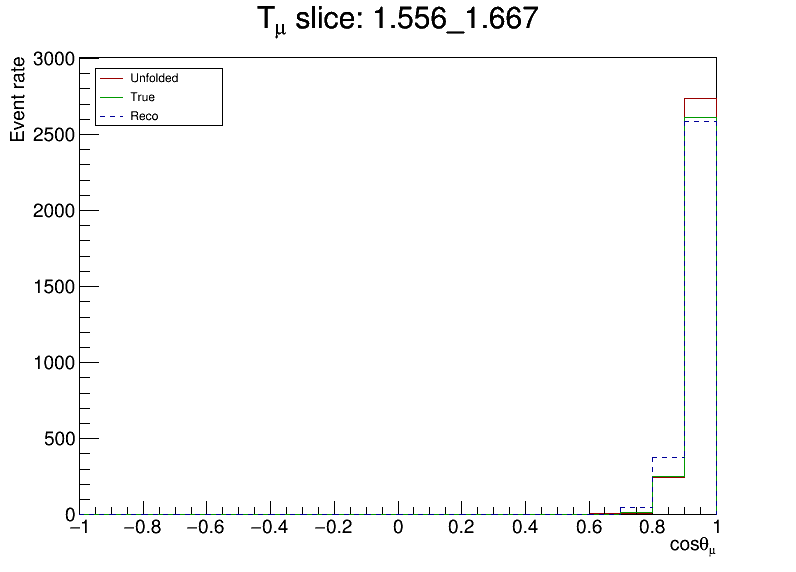 Tμ slice: 1.556_1.667
Event rate
Unfolded
True
Reco
3000
2500
2000
1500
1000
500
0
−1 −0.8 −0.6 −0.4 −0.2 0 0.2 0.4 0.6 0.8 1
cosθμ